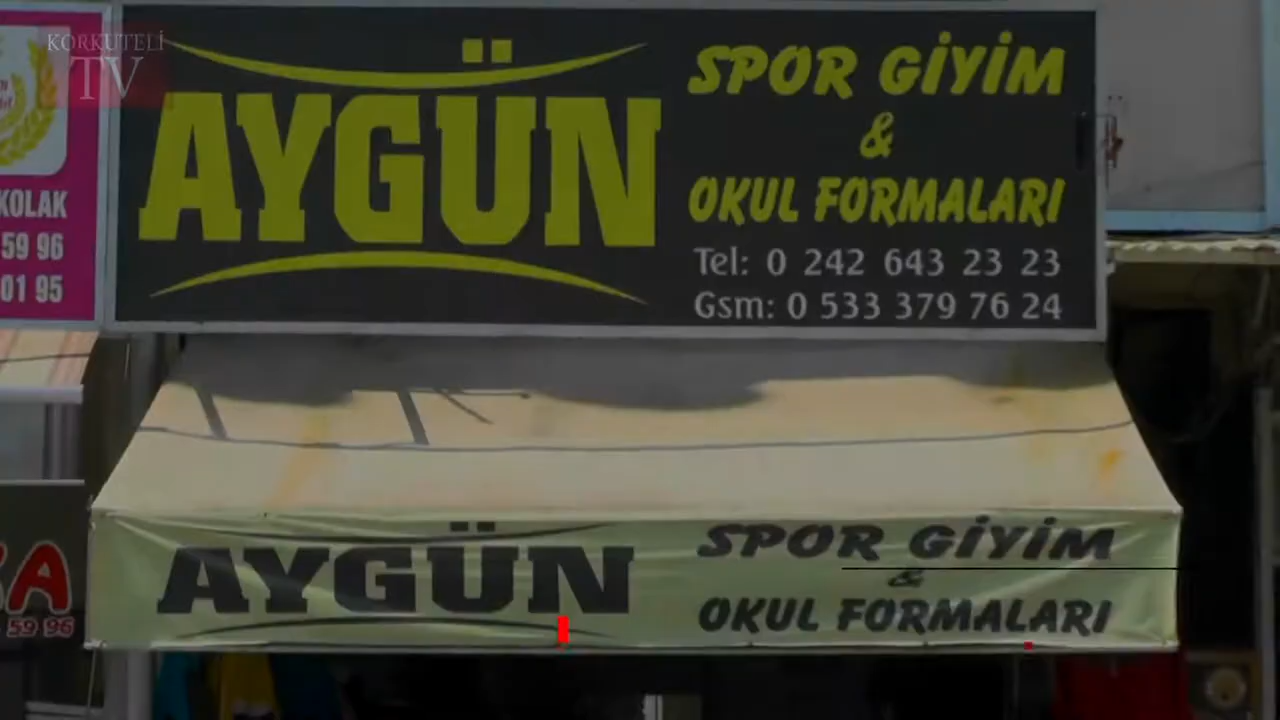 KORKUTELİ
TV
AYGÜN
SPOR GİYİM
&
OKUL FORMALARI
Tel: 0 242 643 23 23
Gsm: 0 533 379 76 24
KOLAK
59 96
01 95
AYGÜN
SPOR GİYİM
&
OKUL FORMALARI
A
59 96